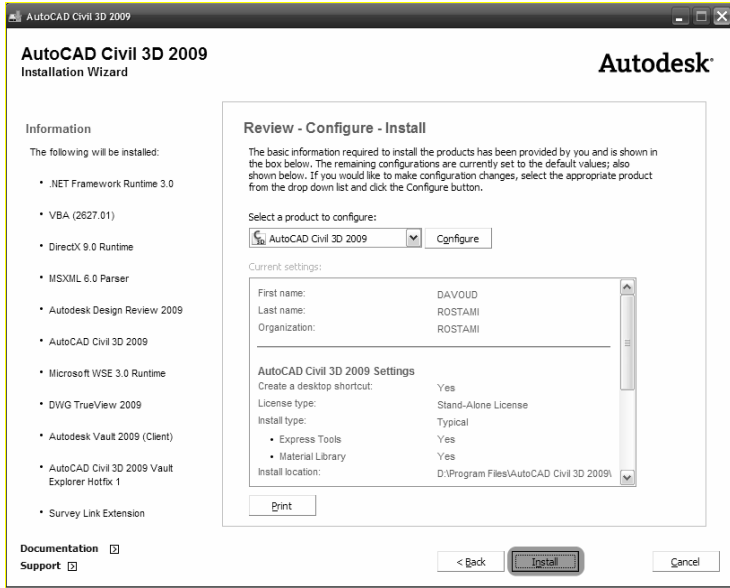 AutoCAD Civil 3D 2009
AutoCAD Civil 3D 2009
Installation Wizard
Autodesk
Information
The following will be installed:
• .NET Framework Runtime 3.0
• VBA (2627.01)
• DirectX 9.0 Runtime
• MSXML 6.0 Parser
• Autodesk Design Review 2009
• AutoCAD Civil 3D 2009
• Microsoft WSE 3.0 Runtime
• DWG TrueView 2009
• Autodesk Vault 2009 (Client)
• AutoCAD Civil 3D 2009 Vault
Explorer Hotfix 1
• Survey Link Extension
Documentation
Support
Review - Configure - Install
The basic information required to install the products has been provided by you and is shown in
the box below. The remaining configurations are currently set to the default values; also
shown below. If you would like to make configuration changes, select the appropriate product
from the drop down list and click the Configure button.
Select a product to configure:
AutoCAD Civil 3D 2009 Configure
Current settings:
First name: DAVOUD
Last name: ROSTAMI
Organization: ROSTAMI
AutoCAD Civil 3D 2009 Settings
Create a desktop shortcut: Yes
License type: Stand-Alone License
Install type: Typical
• Express Tools Yes
• Material Library Yes
Install location: D:\Program Files\AutoCAD Civil 3D 2009\
Print
< Back Install Cancel